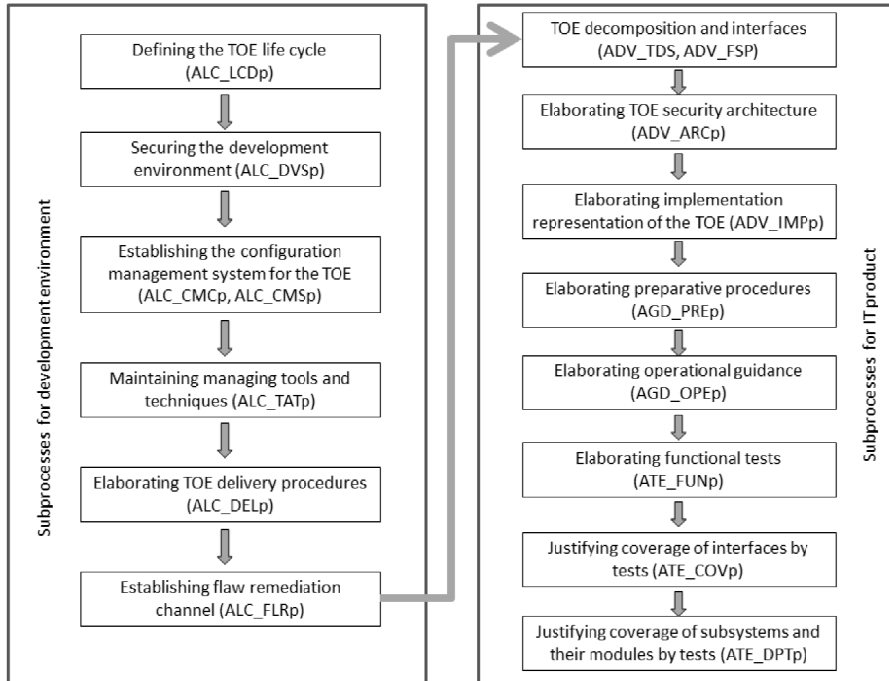 Subprocesses for development environment
Defining the TOE life cycle
(ALC_LCDp)
Securing the development
environment (ALC_DVSp)
Establishing the configuration
management system for the TOE
(ALC_CMCp, ALC_CMSp)
Maintaining managing tools and
techniques (ALC_TATp)
Elaborating TOE delivery procedures
(ALC_DELp)
Establishing flaw remediation
channel (ALC_FLRp)
TOE decomposition and interfaces
(ADV_TDS, ADV_FSP)
Elaborating TOE security architecture
(ADV_ARCp)
Elaborating implementation
representation of the TOE (ADV_IMPp)
Elaborating preparative procedures
(AGD_PREp)
Elaborating operational guidance
(AGD_OPEp)
Elaborating functional tests
(ATE_FUNp)
Justifying coverage of interfaces by
tests (ATE_COVp)
Justifying coverage of subsystems and
their modules by tests (ATE_DPTp)
Subprocesses for IT product